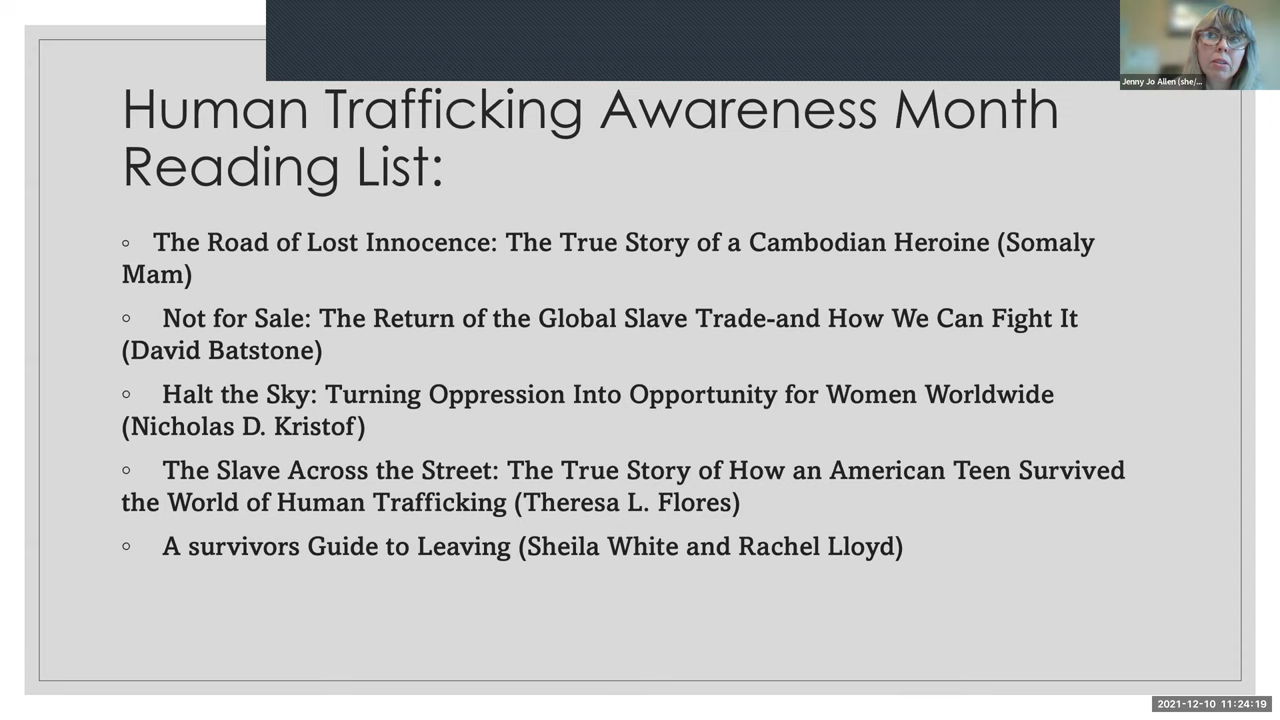 Jenny Jo Allen (she/...
Human Trafficking Awareness Month
Reading List:
◦ The Road of Lost Innocence: The True Story of a Cambodian Heroine (Somaly
Mam)
◦ Not for Sale: The Return of the Global Slave Trade-and How We Can Fight It
(David Batstone)
◦ Halt the Sky: Turning Oppression Into Opportunity for Women Worldwide
(Nicholas D. Kristof)
◦ The Slave Across the Street: The True Story of How an American Teen Survived
the World of Human Trafficking (Theresa L. Flores)
◦ A survivors Guide to Leaving (Sheila White and Rachel Lloyd)
2021-12-10 11:24:19